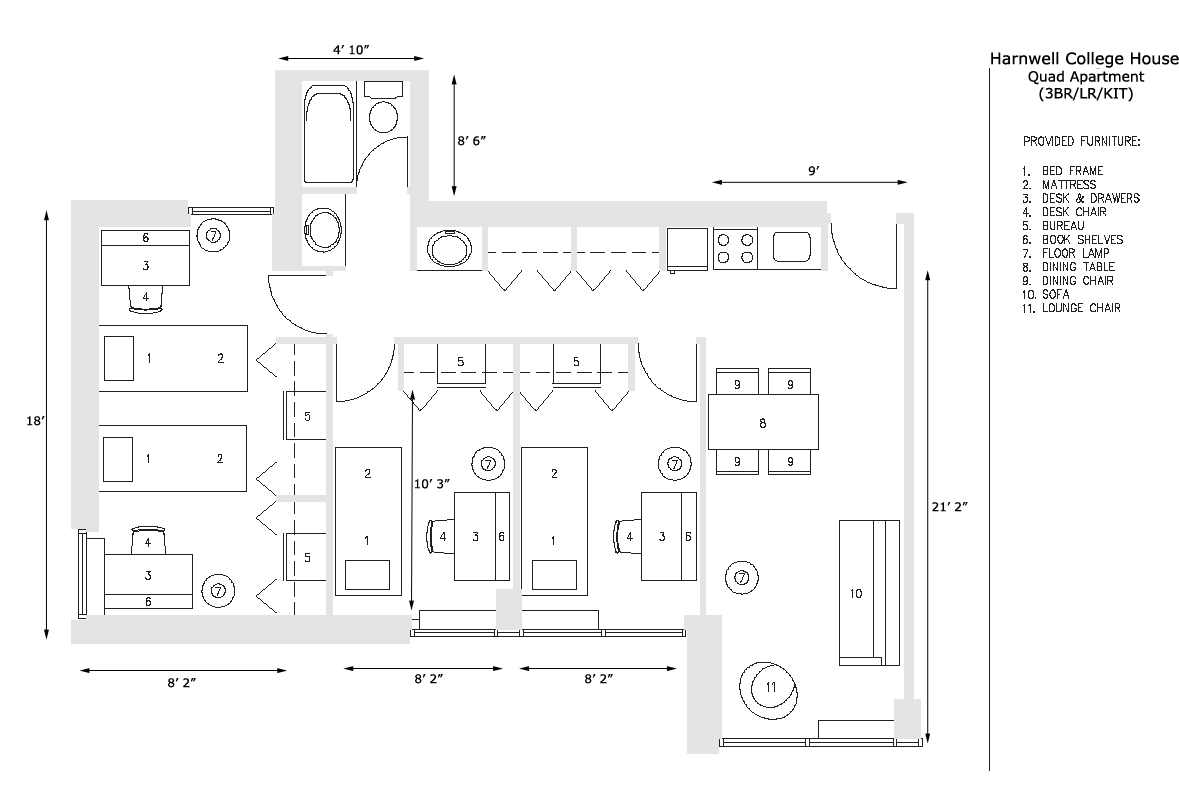 Harnwell College House
Quad Apartment
(3BR/LR/KIT)
PROVIDED FURNITURE:
1. BED FRAME
2. MATTRESS
3. DESK & DRAWERS
4. DESK CHAIR
5. BUREAU
6. BOOK SHELVES
7. FLOOR LAMP
8. DINING TABLE
9. DINING CHAIR
10. SOFA
11. LOUNGE CHAIR
4' 10"
8' 6"
9'
18'
6
7
3
4
1 2
5
1 2
4
3
6
7
5
8' 2"
5
2
7
10' 3"
4 3 6
1
8' 2"
5
2
7
4 3 6
1
8' 2"
9 9
8
9 9
7
10
11
21' 2"